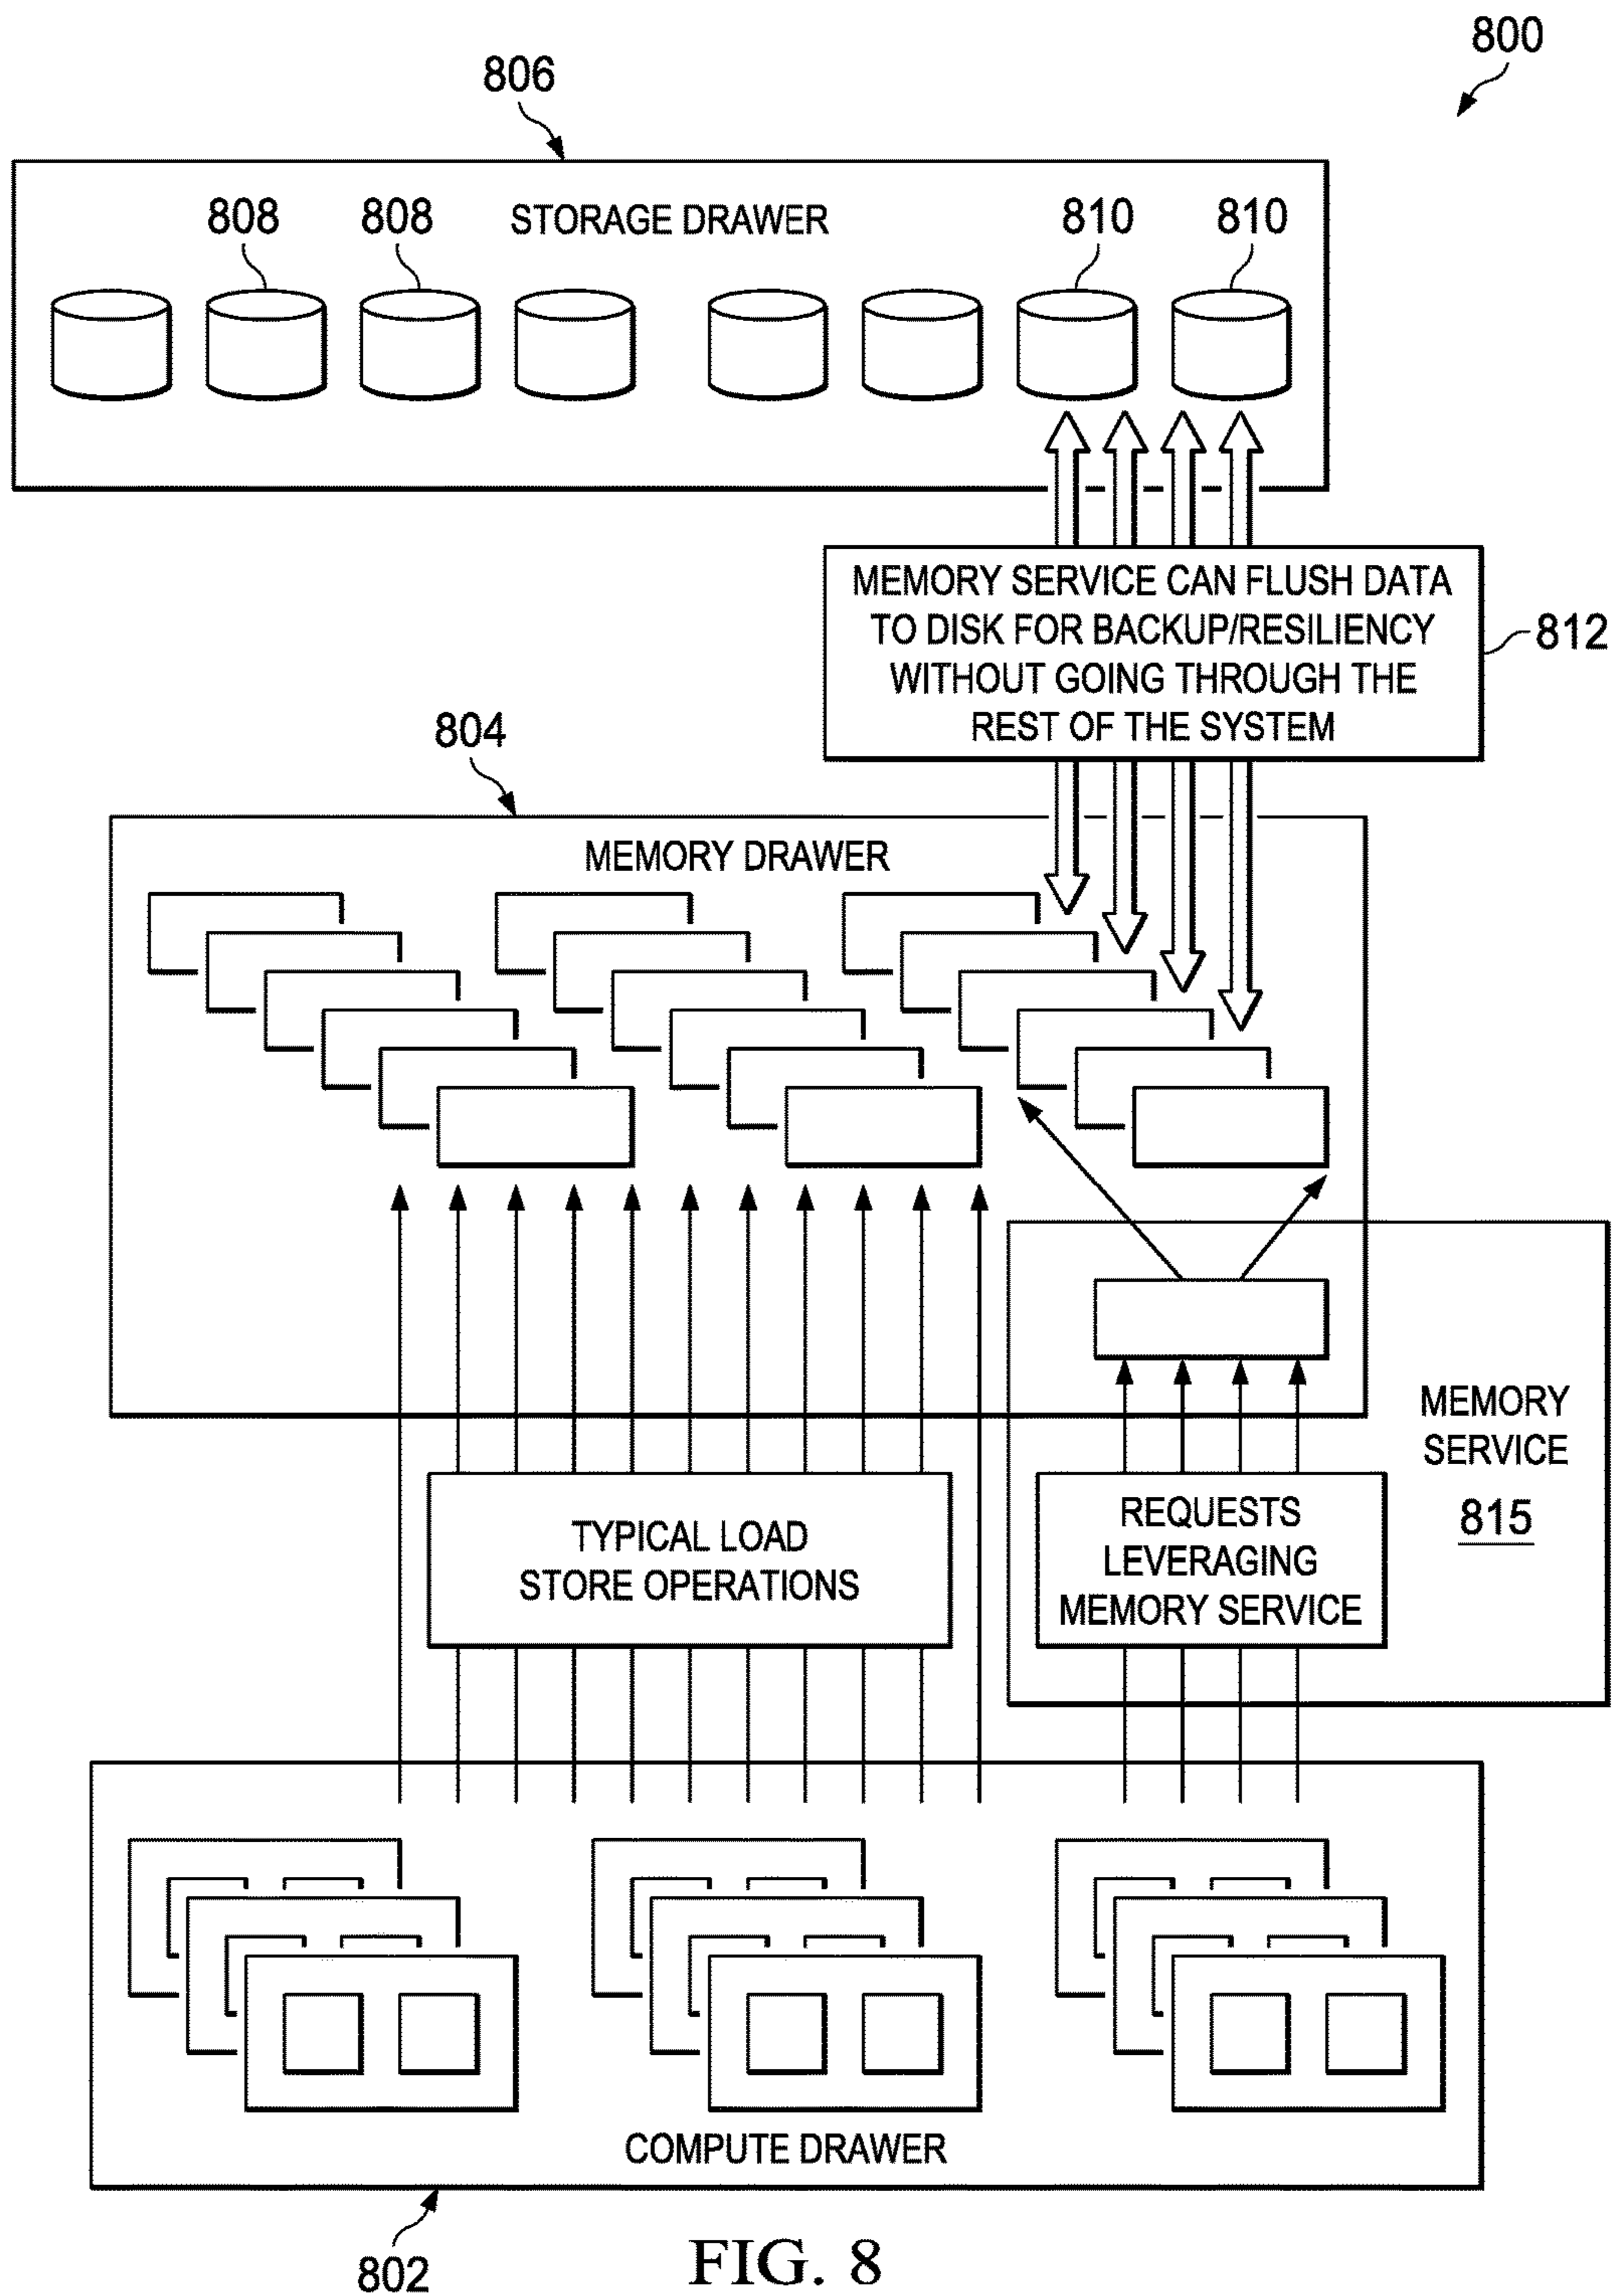 800
806
808
808
STORAGE DRAWER
810
810
MEMORY SERVICE CAN FLUSH DATA
TO DISK FOR BACKUP/RESILIENCY
WITHOUT GOING THROUGH THE
REST OF THE SYSTEM
812
804
MEMORY DRAWER
MEMORY
SERVICE
815
TYPICAL LOAD
STORE OPERATIONS
REQUESTS
LEVERAGING
MEMORY SERVICE
COMPUTE DRAWER
802
FIG. 8